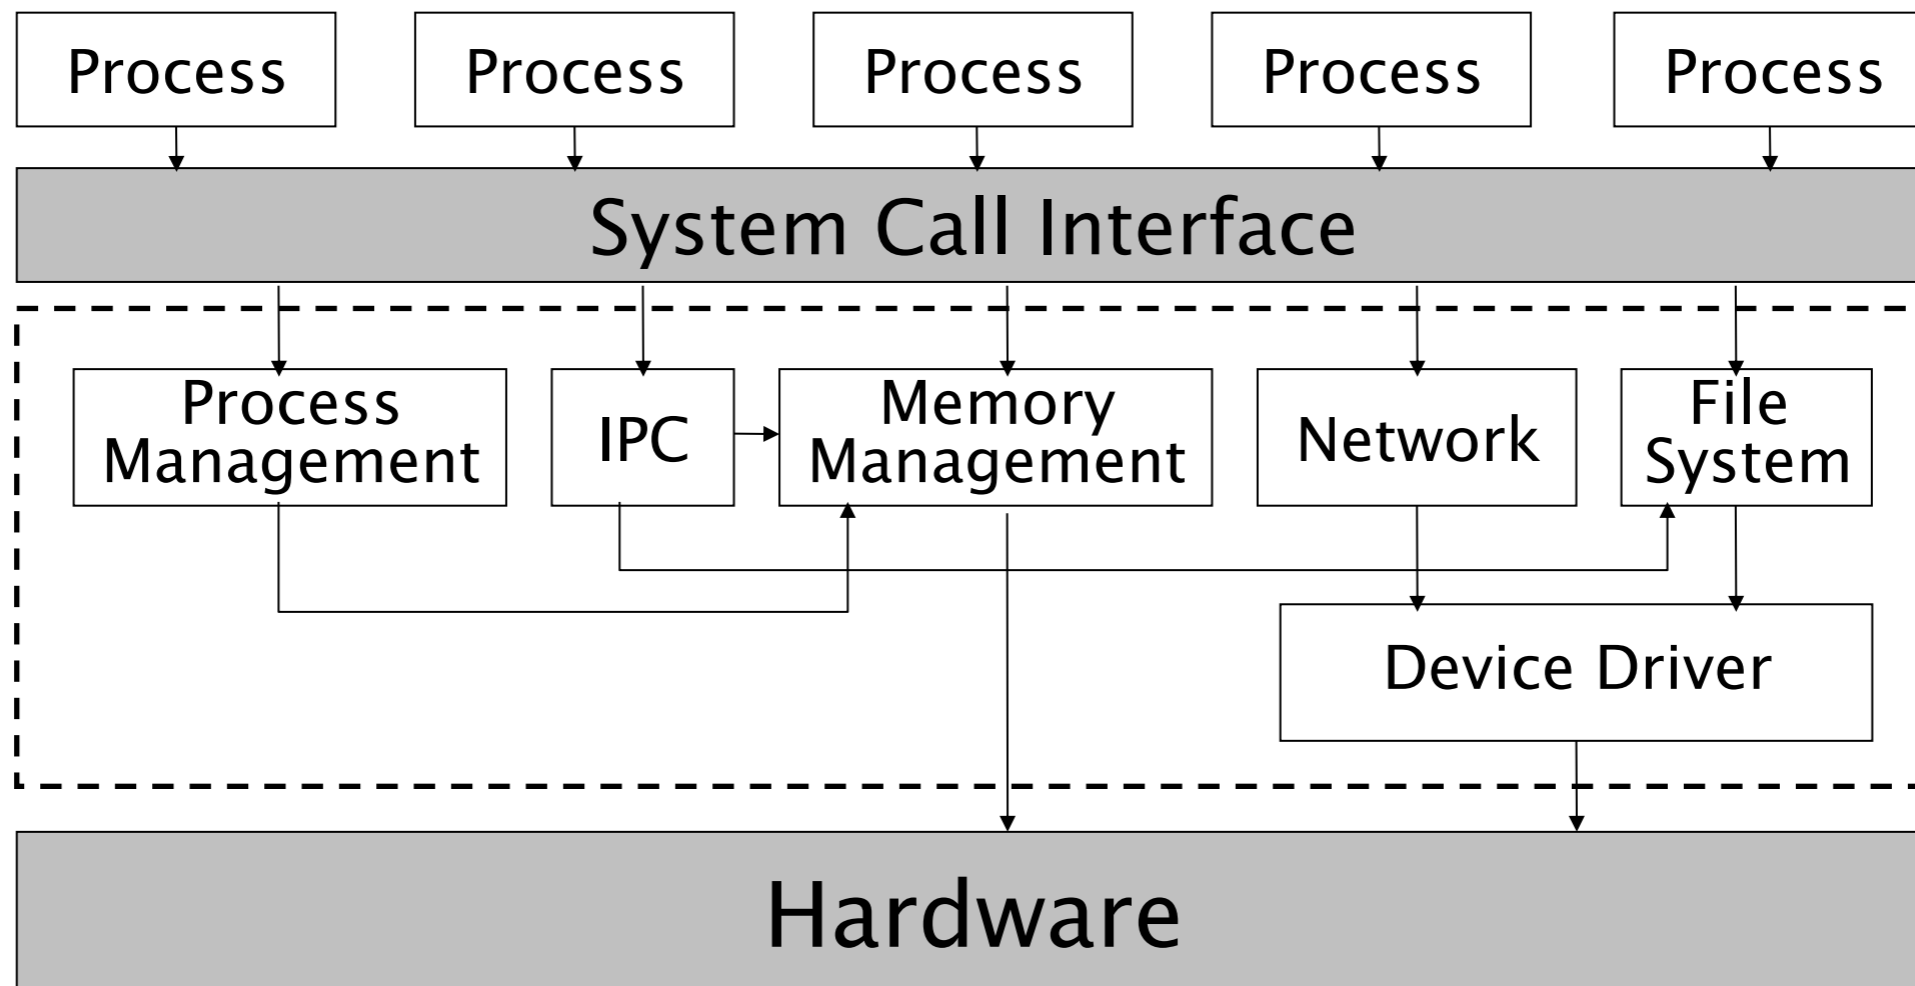 Process
Process
Process
Process
Process
System Call Interface
Process
Management
IPC
Memory
Management
Network
File
System
Device Driver
Hardware